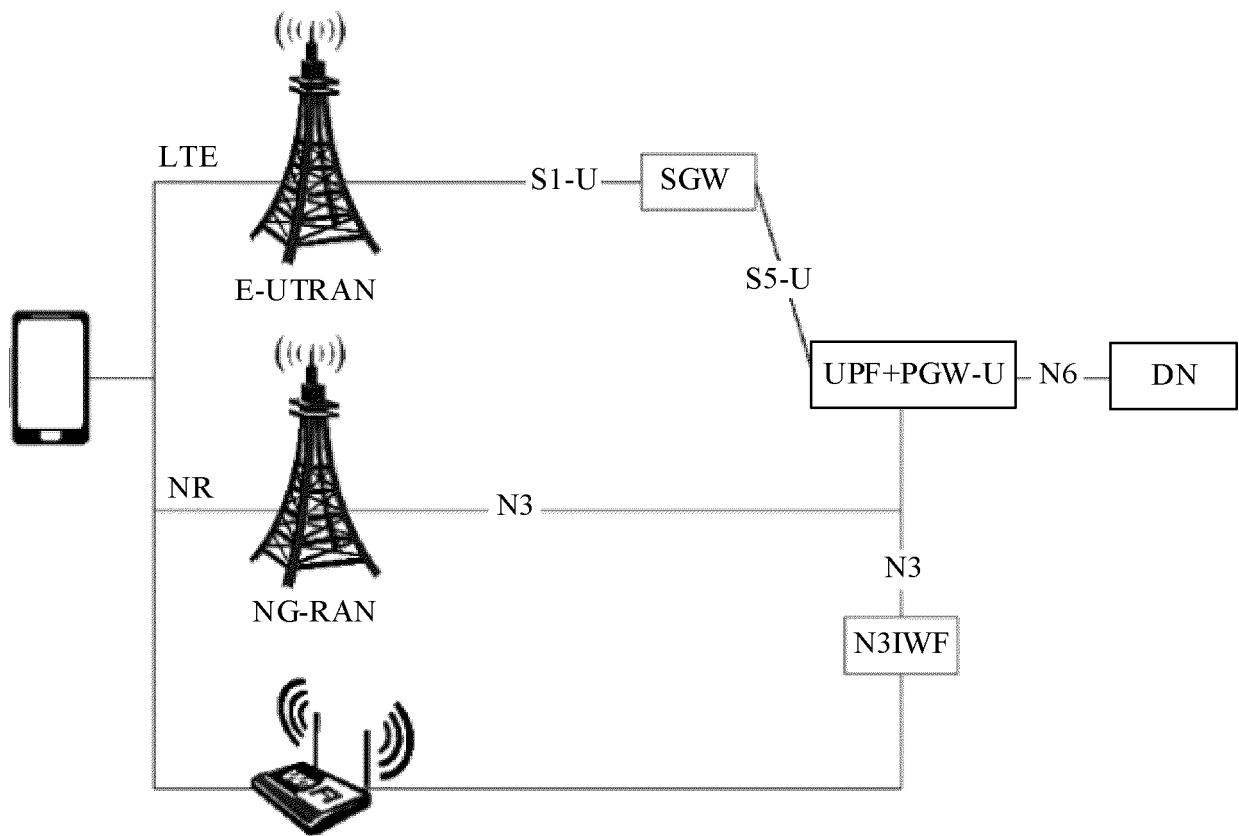 LTE
S1-U
SGW
E-UTRAN
S5-U
UPF+PGW-U
N6
DN
NR
N3
NG-RAN
N3
N3IWF